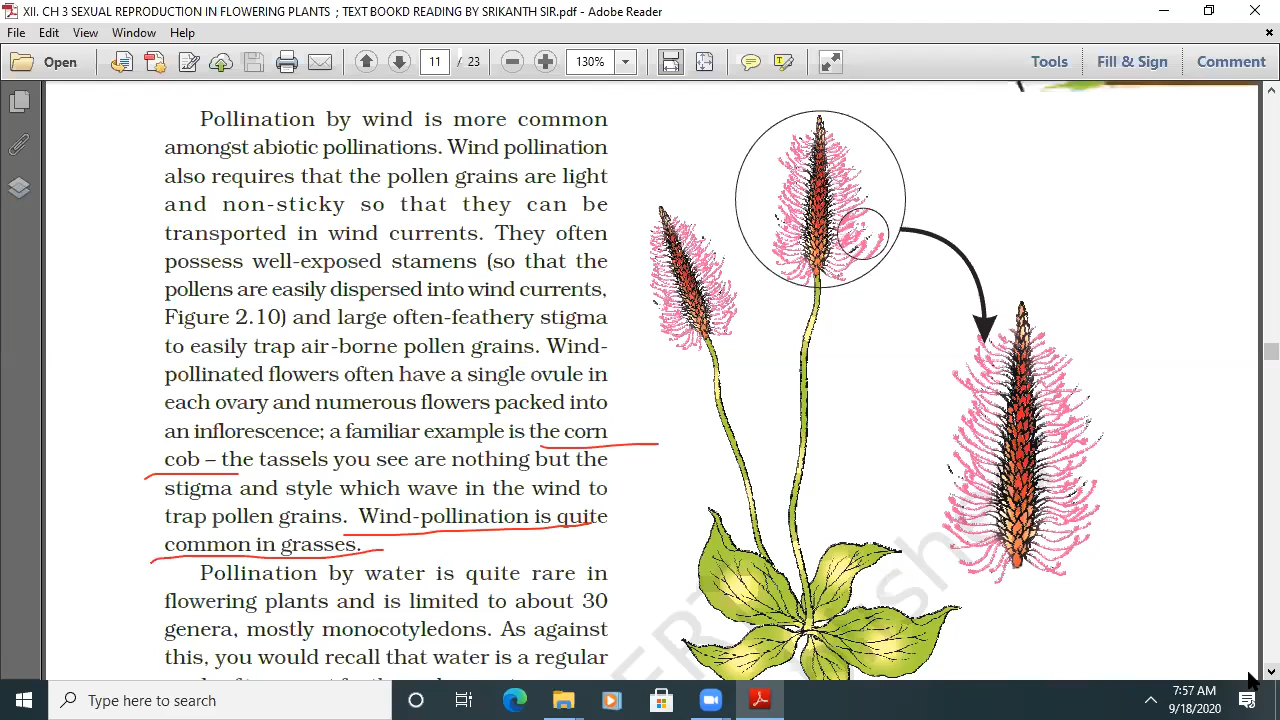 XII. CH 3 SEXUAL REPRODUCTION IN FLOWERING PLANTS ; TEXT BOOKD READING BY SRIKANTH SIR.pdf - Adobe Reader
File Edit View Window Help
Open 11 / 23 130% Tools Fill & Sign Comment
Pollination by wind is more common
amongst abiotic pollinations. Wind pollination
also requires that the pollen grains are light
and non-sticky so that they can be
transported in wind currents. They often
possess well-exposed stamens (so that the
pollens are easily dispersed into wind currents,
Figure 2.10) and large often-feathery stigma
to easily trap air-borne pollen grains. Wind-
pollinated flowers often have a single ovule in
each ovary and numerous flowers packed into
an inflorescence; a familiar example is the corn
cob – the tassels you see are nothing but the
stigma and style which wave in the wind to
trap pollen grains. Wind-pollination is quite
common in grasses.
Pollination by water is quite rare in
flowering plants and is limited to about 30
genera, mostly monocotyledons. As against
this, you would recall that water is a regular
Type here to search
7:57 AM
9/18/2020